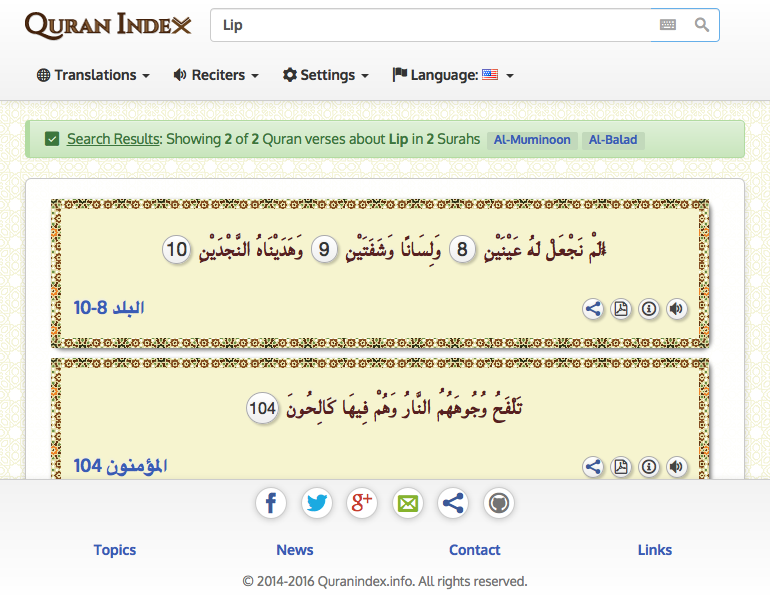 QURAN INDEX
Lip
Translations Reciters Settings Language:
Search Results: Showing 2 of 2 Quran verses about Lip in 2 Surahs Al-Muminoon Al-Balad
أَلَمْ نَجْعَلْ لَهُ عَيْنَيْنِ 8 وَلِسَانًا وَشَفَتَيْنِ 9 وَهَدَيْنَاهُ النَّجْدَيْنِ 10
البلد 8-10
تَلْفَحُ وُجُوهَهُمُ النَّارُ وَهُمْ فِيهَا كَالِحُونَ 104
المؤمنون 104
f g+
Topics News Contact Links
© 2014-2016 Quranindex.info. All rights reserved.